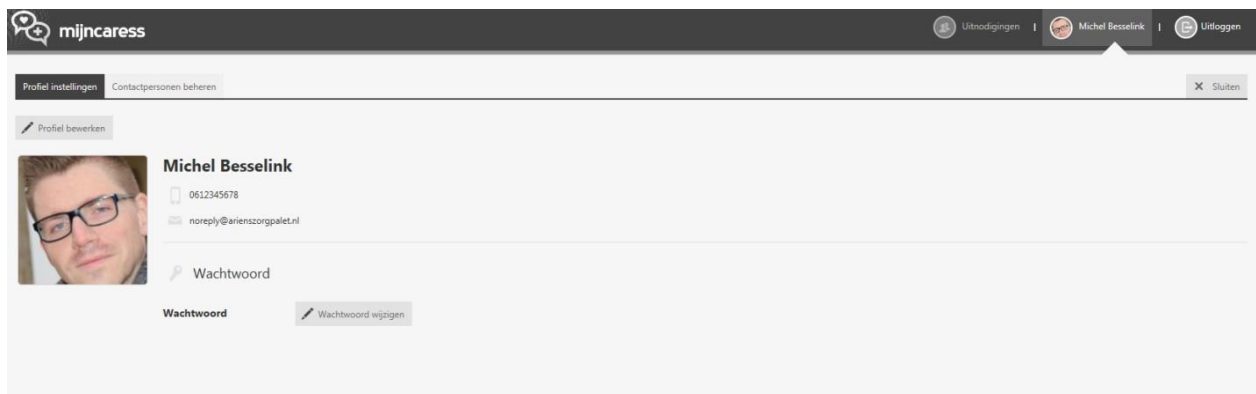 mijncaress
Uitnodigingen | Michel Besselink | Uitloggen
Profiel instellingen Contactpersonen beheren Sluiten
Profiel bewerken
Michel Besselink
0612345678
noreply@arienszorgpalet.nl
Wachtwoord
Wachtwoord Wachtwoord wijzigen